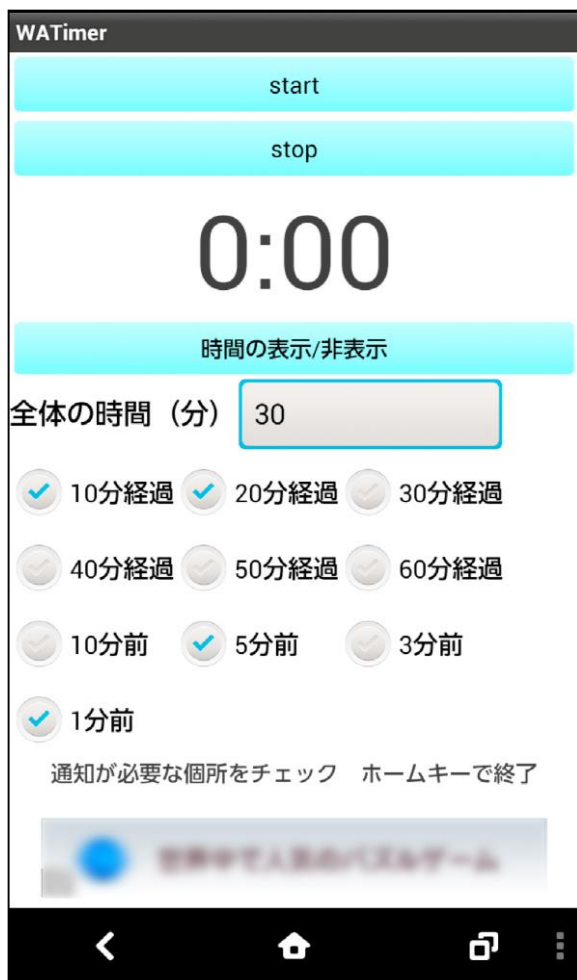 WATimer
start
stop
0:00
時間の表示/非表示
全体の時間（分） 30
10分経過 20分経過 30分経過
40分経過 50分経過 60分経過
10分前 5分前 3分前
1分前
通知が必要な個所をチェック　ホームキーで終了